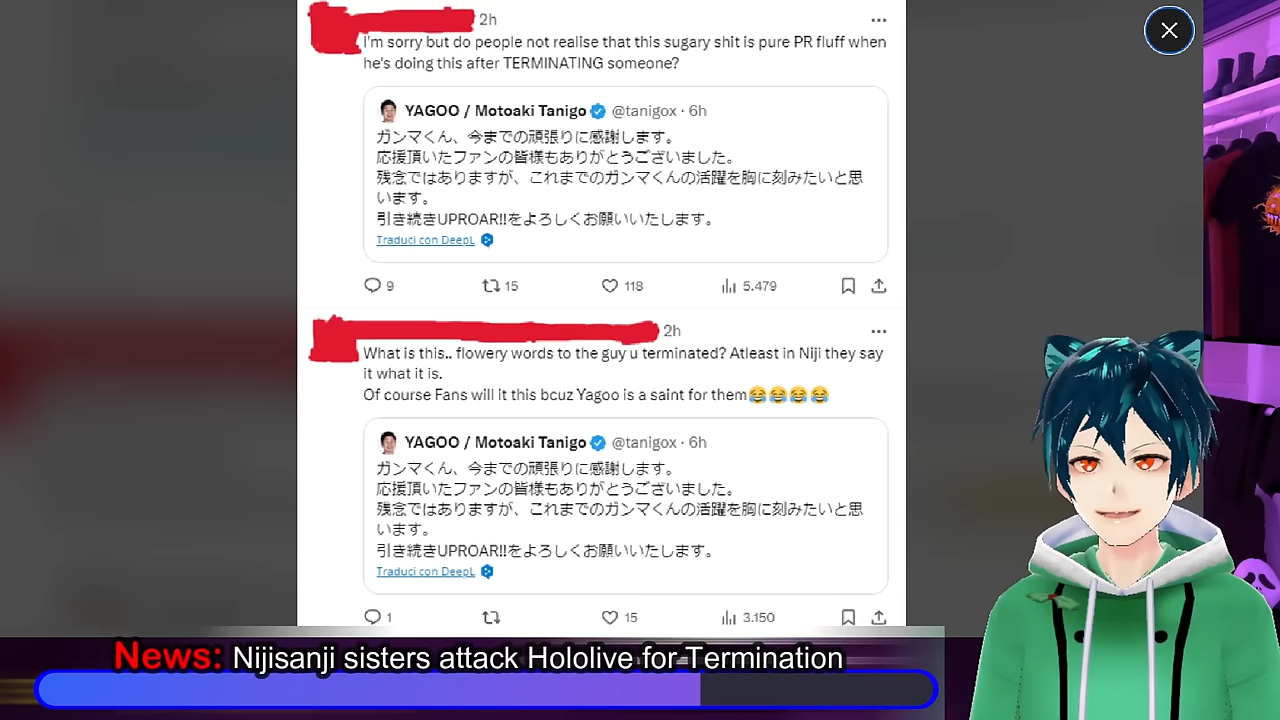 2h
I'm sorry but do people not realise that this sugary shit is pure PR fluff when
he's doing this after TERMINATING someone?
YAGOO / Motoaki Tanigo @tanigox · 6h
ガンマくん、今までの頑張りに感謝します。
応援頂いたファンの皆様もありがとうございました。
残念ではありますが、これまでのガンマくんの活躍を胸に刻みたいと思
います。
引き続きUPROAR!!をよろしくお願いいたします。
Traduci con DeepL
9 15 118 5.479
2h
What is this.. flowery words to the guy u terminated? Atleast in Niji they say
it what it is.
Of course Fans will it this bcuz Yagoo is a saint for them😂😂😂😂
YAGOO / Motoaki Tanigo @tanigox · 6h
ガンマくん、今までの頑張りに感謝します。
応援頂いたファンの皆様もありがとうございました。
残念ではありますが、これまでのガンマくんの活躍を胸に刻みたいと思
います。
引き続きUPROAR!!をよろしくお願いいたします。
Traduci con DeepL
1 15 3.150
News: Nijisanji sisters attack Hololive for Termination